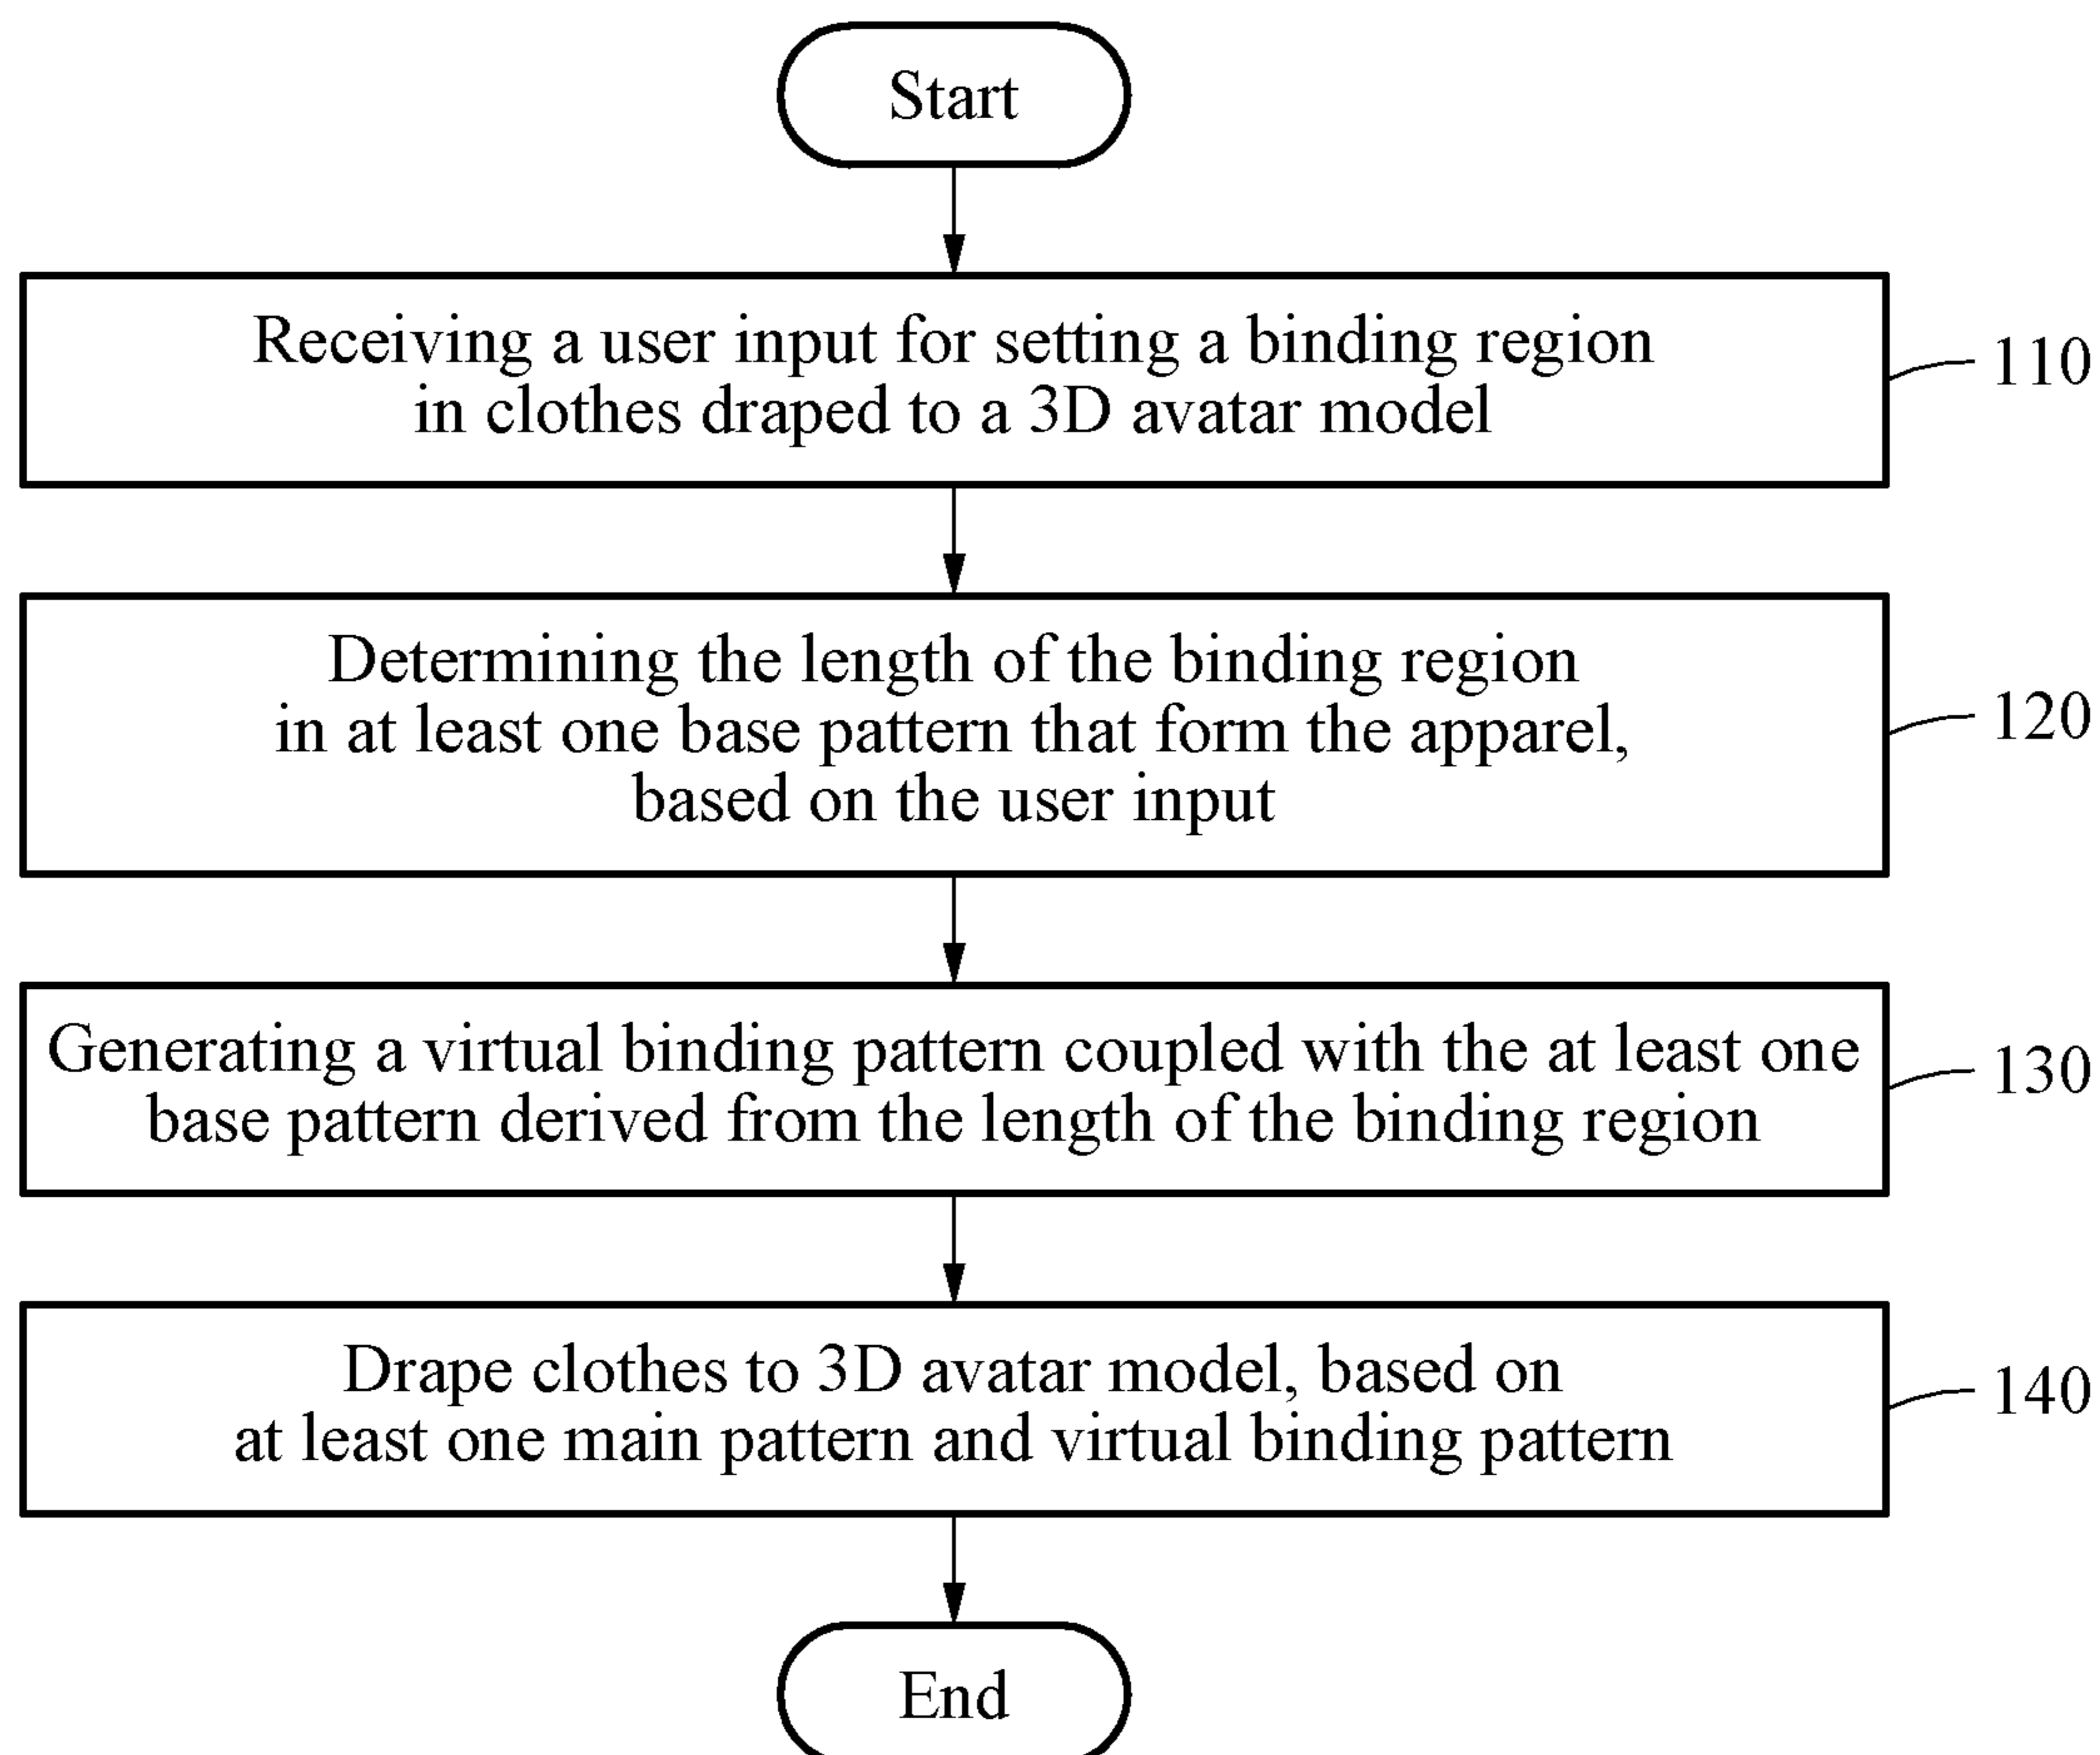 Start
Receiving a user input for setting a binding region
in clothes draped to a 3D avatar model
110
Determining the length of the binding region
in at least one base pattern that form the apparel,
based on the user input
120
Generating a virtual binding pattern coupled with the at least one
base pattern derived from the length of the binding region
130
Drape clothes to 3D avatar model, based on
at least one main pattern and virtual binding pattern
140
End